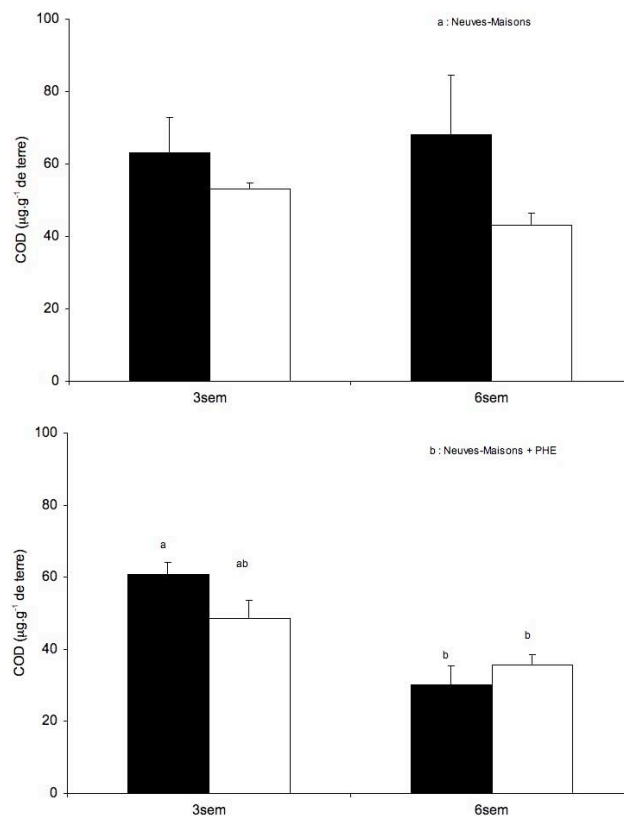 a : Neuves-Maisons
100
80
60
40
20
0
COD (µg.g⁻¹ de terre)
3sem
6sem
b : Neuves-Maisons + PHE
100
80
60
40
20
0
COD (µg.g⁻¹ de terre)
a
ab
b
b
3sem
6sem